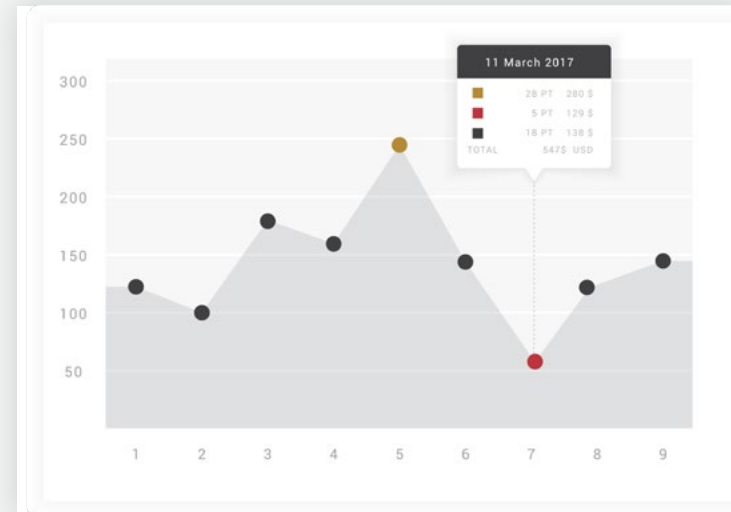 11 March 2017
28 PT 280 $
5 PT 129 $
18 PT 138 $
TOTAL 547$ USD
300
250
200
150
100
50
1 2 3 4 5 6 7 8 9